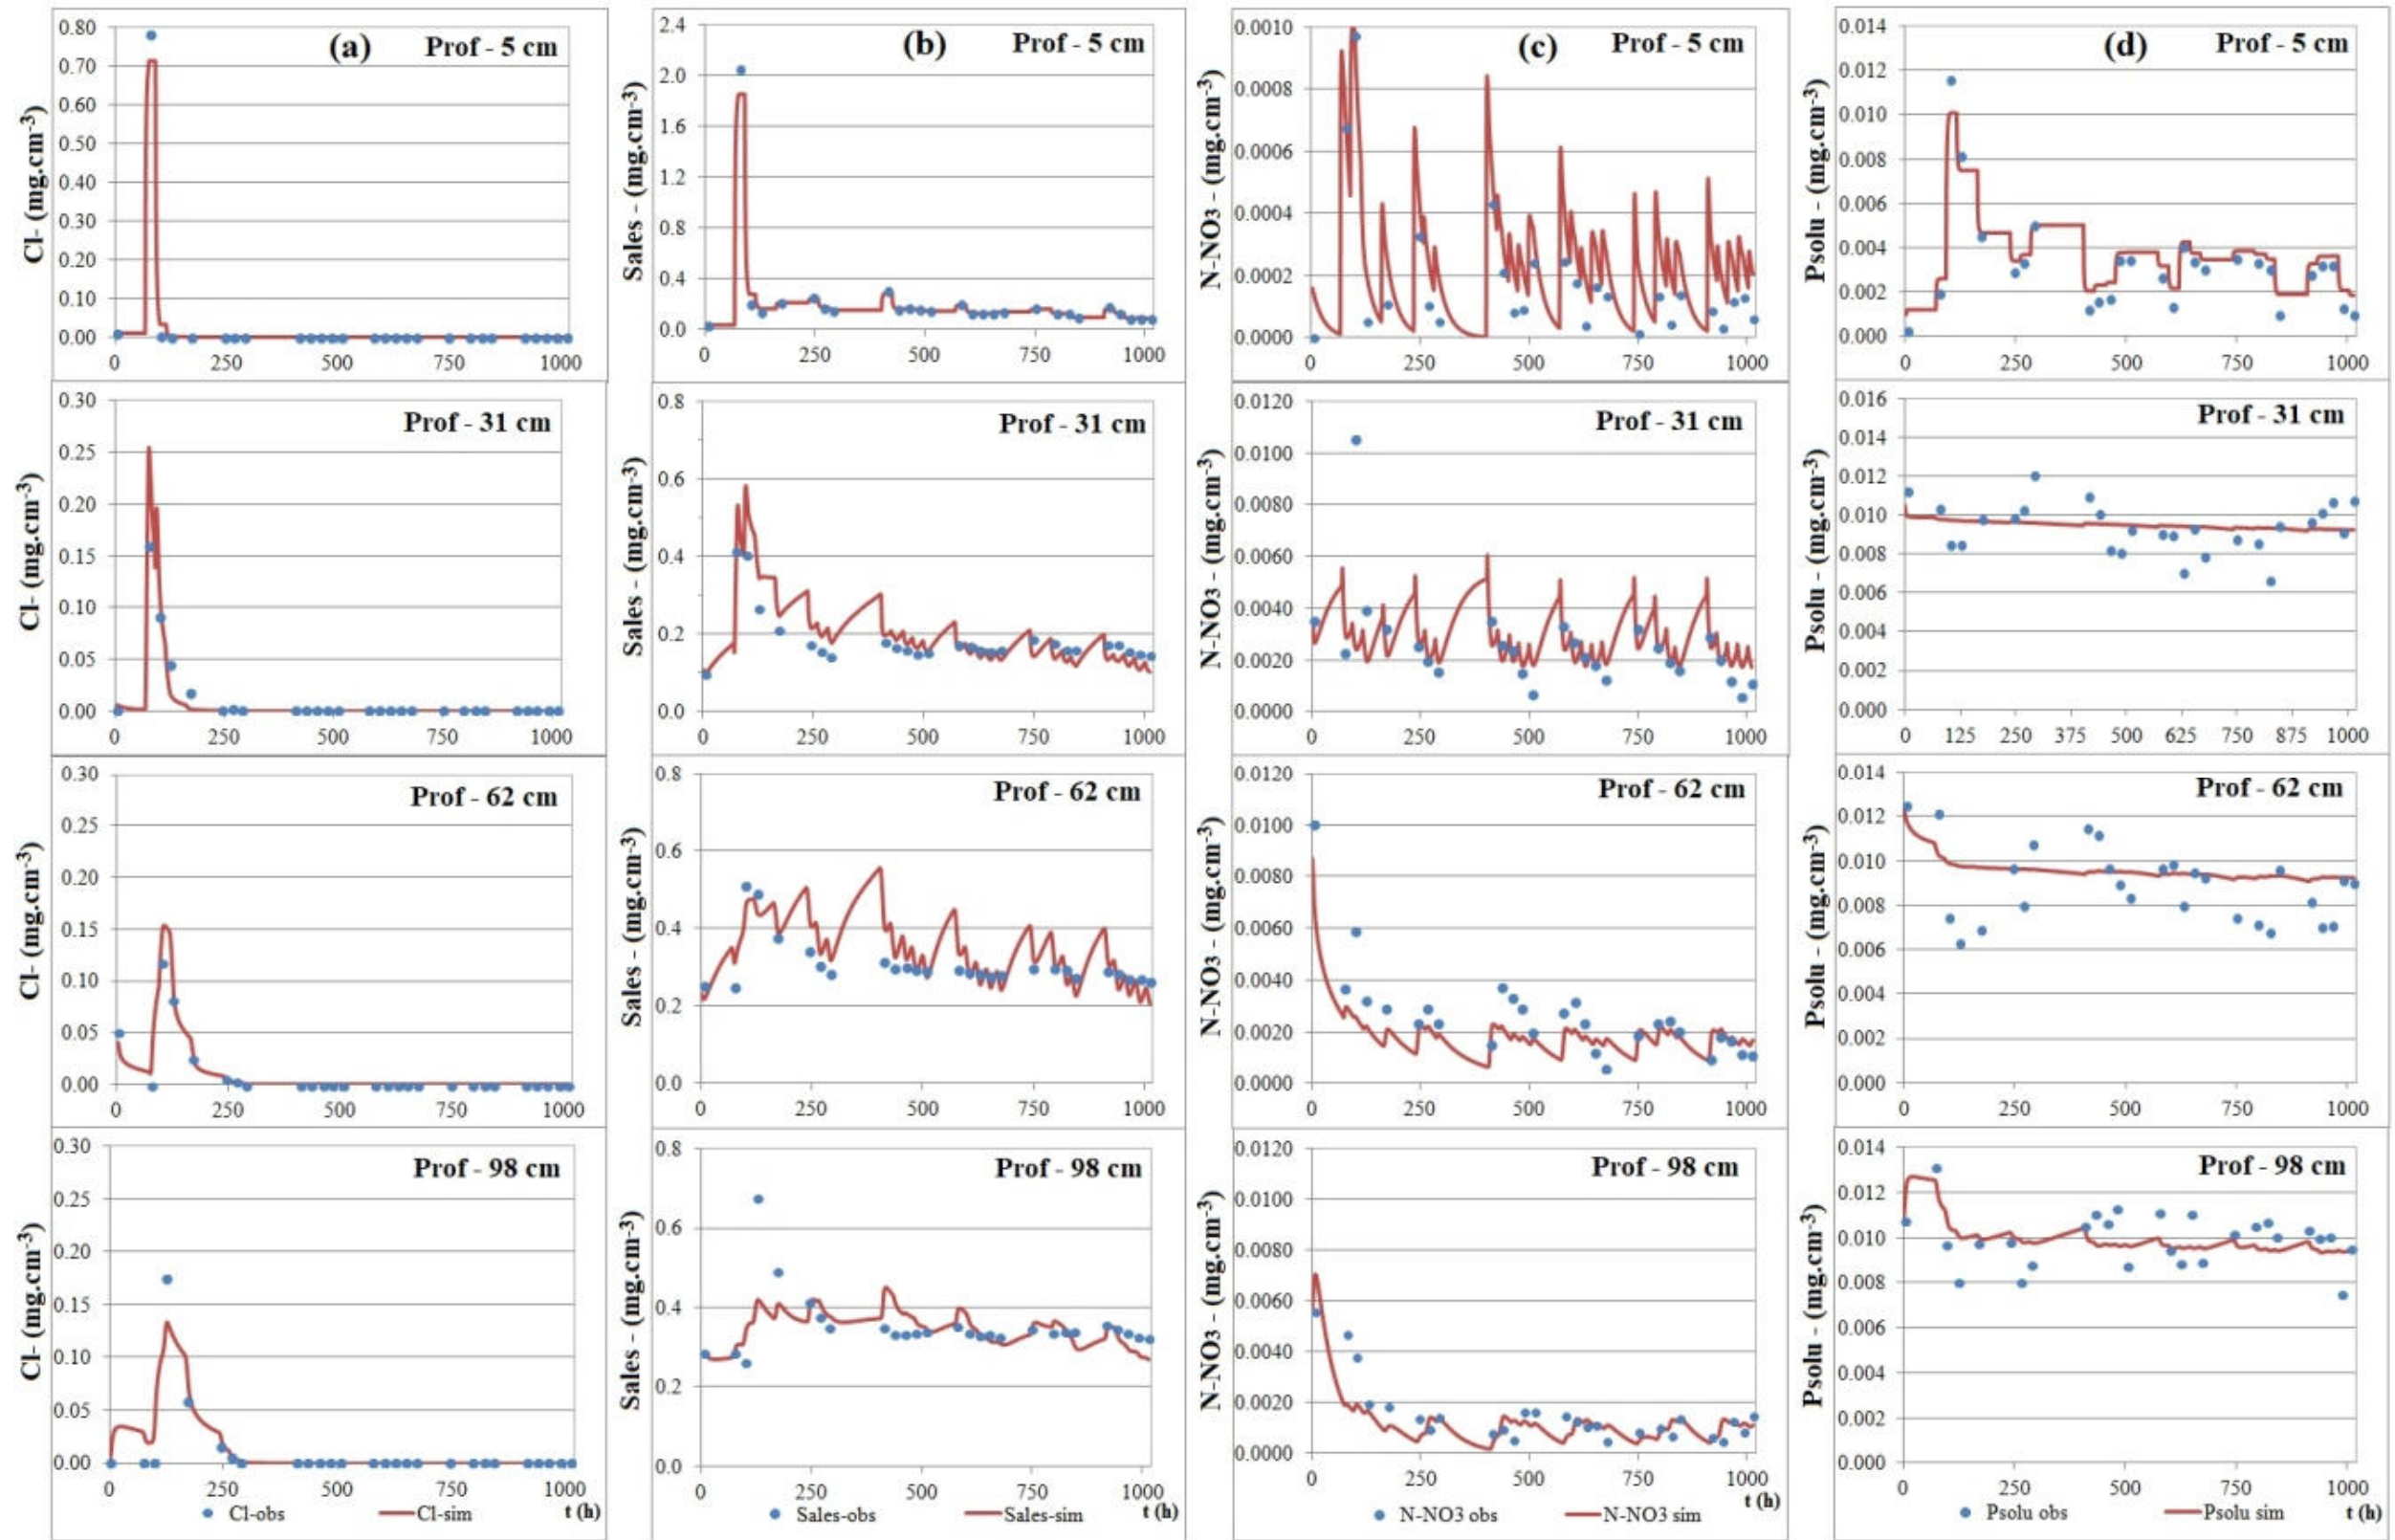 (a) Prof - 5 cm
Cl- (mg.cm-3)
0.80
0.70
0.60
0.50
0.40
0.30
0.20
0.10
0.00
0 250 500 750 1000
(b) Prof - 5 cm
Sales - (mg.cm-3)
2.4
2.0
1.6
1.2
0.8
0.4
0.0
0 250 500 750 1000
(c) Prof - 5 cm
N-NO3 - (mg.cm-3)
0.0010
0.0008
0.0006
0.0004
0.0002
0.0000
0 250 500 750 1000
(d) Prof - 5 cm
Psolu - (mg.cm-3)
0.014
0.012
0.010
0.008
0.006
0.004
0.002
0.000
0 250 500 750 1000
Prof - 31 cm
Cl- (mg.cm-3)
0.30
0.25
0.20
0.15
0.10
0.05
0.00
0 250 500 750 1000
Prof - 31 cm
Sales - (mg.cm-3)
0.8
0.6
0.4
0.2
0.0
0 250 500 750 1000
Prof - 31 cm
N-NO3 - (mg.cm-3)
0.0120
0.0100
0.0080
0.0060
0.0040
0.0020
0.0000
0 250 500 750 1000
Prof - 31 cm
Psolu - (mg.cm-3)
0.016
0.014
0.012
0.010
0.008
0.006
0.004
0.002
0.000
0 125 250 375 500 625 750 875 1000
Prof - 62 cm
Cl- (mg.cm-3)
0.30
0.25
0.20
0.15
0.10
0.05
0.00
0 250 500 750 1000
Prof - 62 cm
Sales - (mg.cm-3)
0.8
0.6
0.4
0.2
0.0
0 250 500 750 1000
Prof - 62 cm
N-NO3 - (mg.cm-3)
0.0120
0.0100
0.0080
0.0060
0.0040
0.0020
0.0000
0 250 500 750 1000
Prof - 62 cm
Psolu - (mg.cm-3)
0.014
0.012
0.010
0.008
0.006
0.004
0.002
0.000
0 250 500 750 1000
Prof - 98 cm
Cl- (mg.cm-3)
0.30
0.25
0.20
0.15
0.10
0.05
0.00
0 250 500 750 1000
Cl-obs Cl-sim t (h)
Prof - 98 cm
Sales - (mg.cm-3)
0.8
0.6
0.4
0.2
0.0
0 250 500 750 1000
Sales-obs Sales-sim t (h)
Prof - 98 cm
N-NO3 - (mg.cm-3)
0.0120
0.0100
0.0080
0.0060
0.0040
0.0020
0.0000
0 250 500 750 1000
N-NO3 obs N-NO3 sim t (h)
Prof - 98 cm
Psolu - (mg.cm-3)
0.014
0.012
0.010
0.008
0.006
0.004
0.002
0.000
0 250 500 750 1000
Psolu obs Psolu sim t (h)